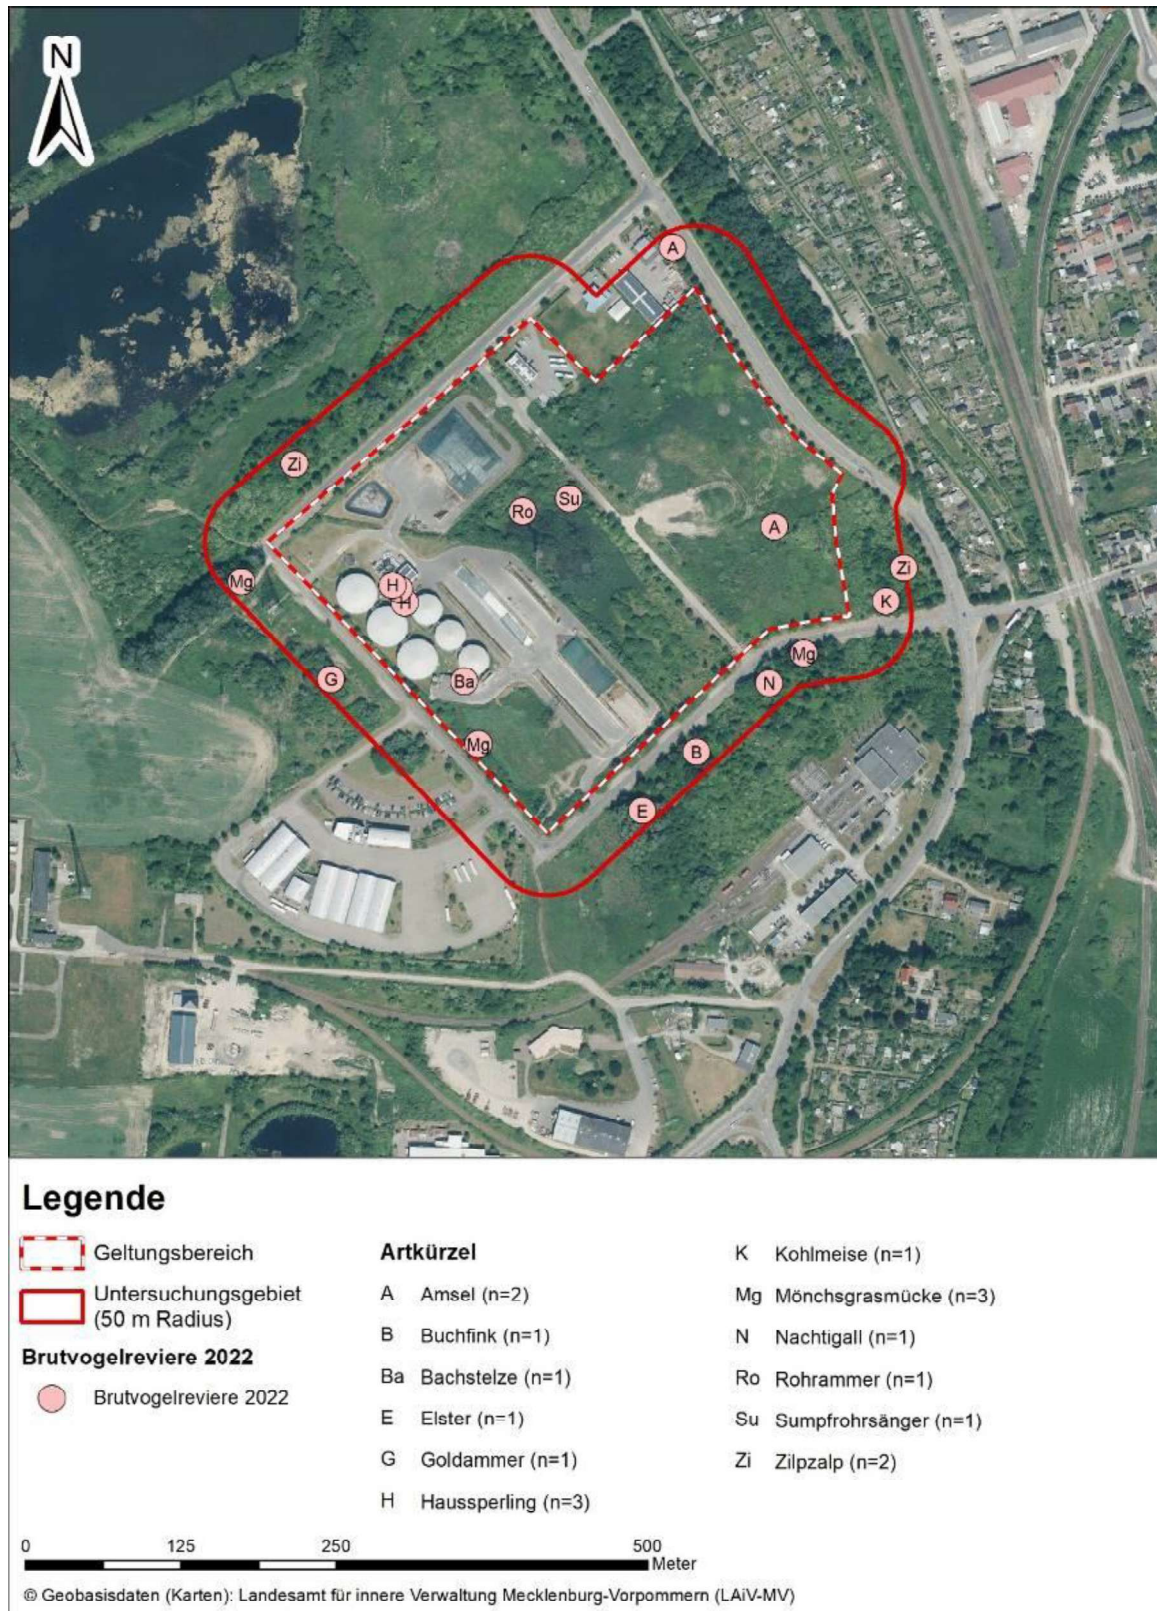 N
A
Zi
Su
Ro
A
Zi
Mg
H
H
K
Mg
G
Ba
N
Mg
B
E
Legende
Geltungsbereich
Untersuchungsgebiet
(50 m Radius)
Brutvogelreviere 2022
Brutvogelreviere 2022
Artkürzel
A Amsel (n=2)
B Buchfink (n=1)
Ba Bachstelze (n=1)
E Elster (n=1)
G Goldammer (n=1)
H Haussperling (n=3)
K Kohlmeise (n=1)
Mg Mönchsgrasmücke (n=3)
N Nachtigall (n=1)
Ro Rohrammer (n=1)
Su Sumpfrohrsänger (n=1)
Zi Zilpzalp (n=2)
0 125 250 500
Meter
© Geobasisdaten (Karten): Landesamt für innere Verwaltung Mecklenburg-Vorpommern (LAiV-MV)